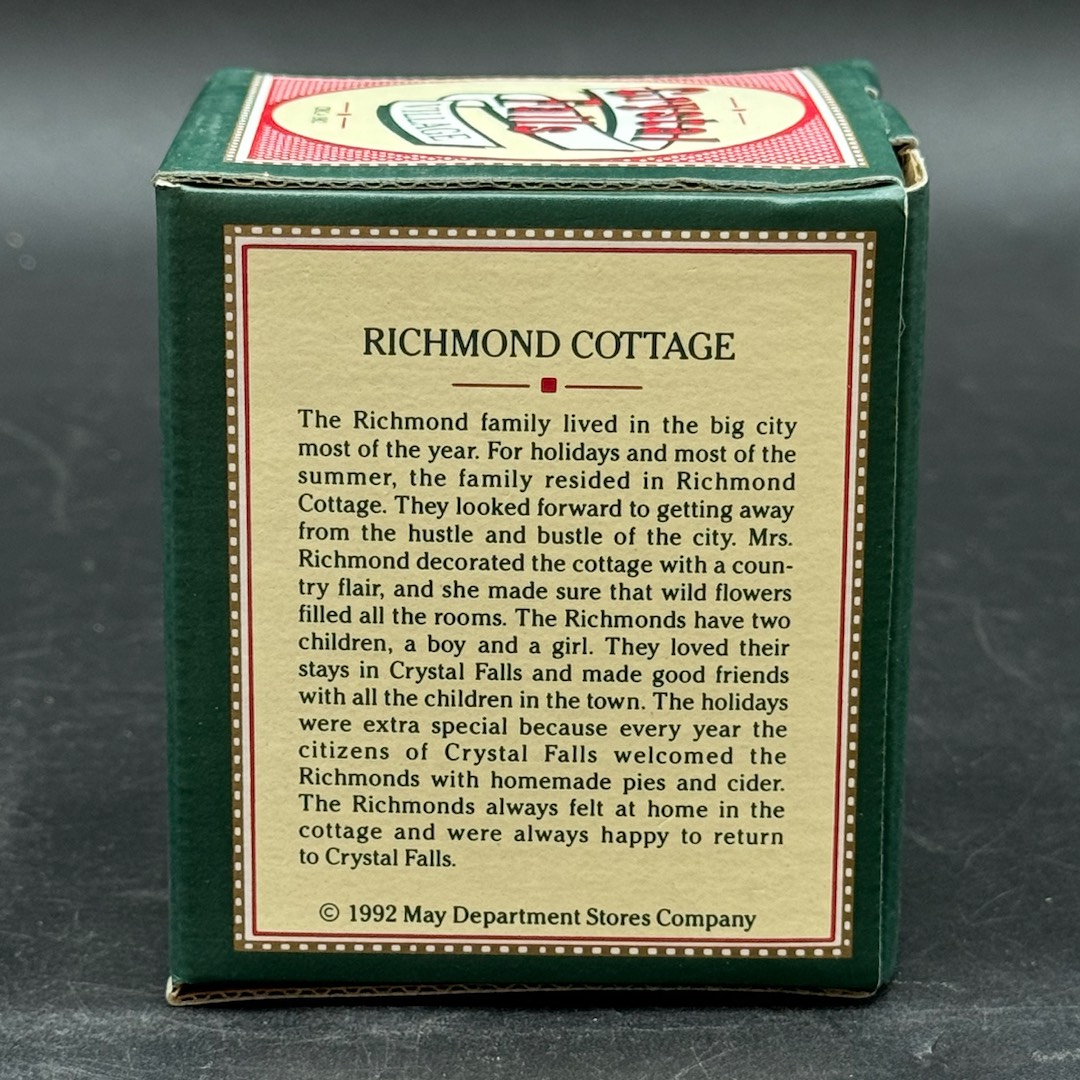 Crystal
Falls
VILLAGE
RICHMOND COTTAGE
The Richmond family lived in the big city
most of the year. For holidays and most of the
summer, the family resided in Richmond
Cottage. They looked forward to getting away
from the hustle and bustle of the city. Mrs.
Richmond decorated the cottage with a coun-
try flair, and she made sure that wild flowers
filled all the rooms. The Richmonds have two
children, a boy and a girl. They loved their
stays in Crystal Falls and made good friends
with all the children in the town. The holidays
were extra special because every year the
citizens of Crystal Falls welcomed the
Richmonds with homemade pies and cider.
The Richmonds always felt at home in the
cottage and were always happy to return
to Crystal Falls.
© 1992 May Department Stores Company